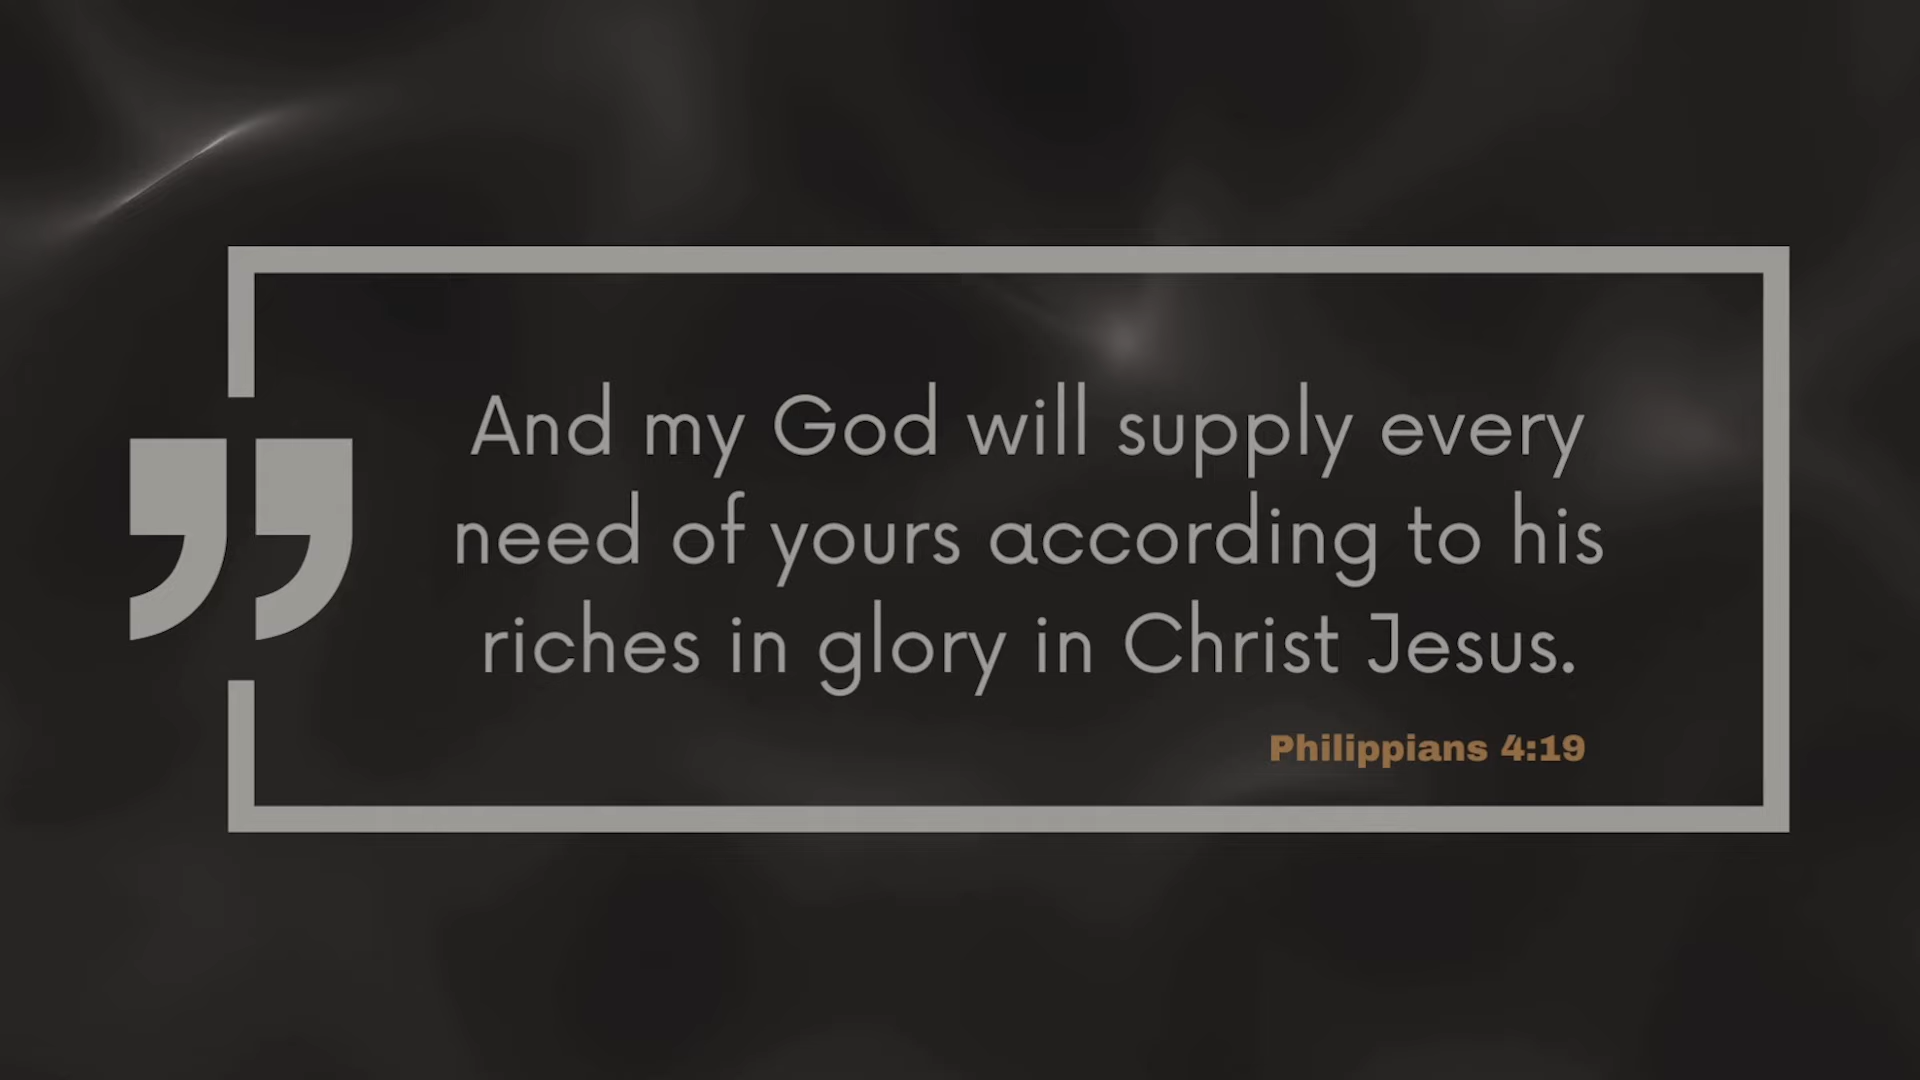 And my God will supply every
need of yours according to his
riches in glory in Christ Jesus.
Philippians 4:19